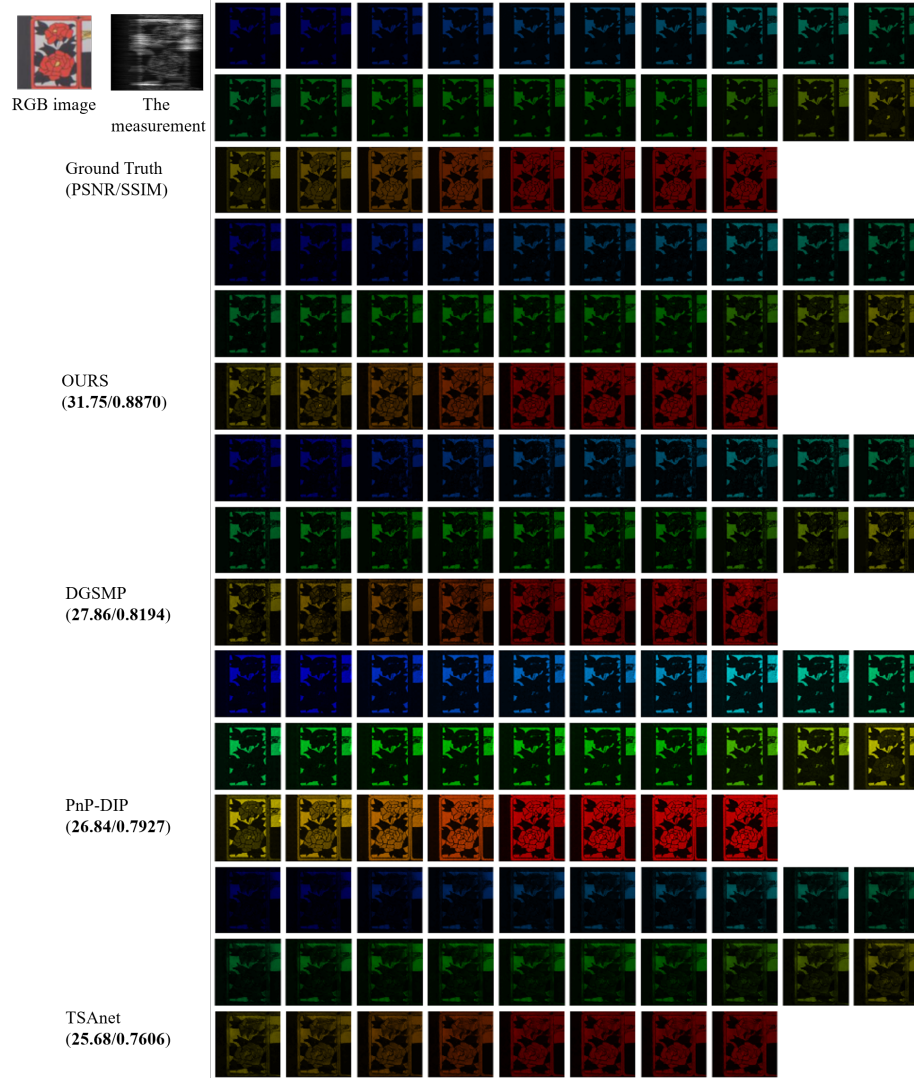 RGB image
The
measurement
Ground Truth
(PSNR/SSIM)
OURS
(31.75/0.8870)
DGSMP
(27.86/0.8194)
PnP-DIP
(26.84/0.7927)
TSAnet
(25.68/0.7606)